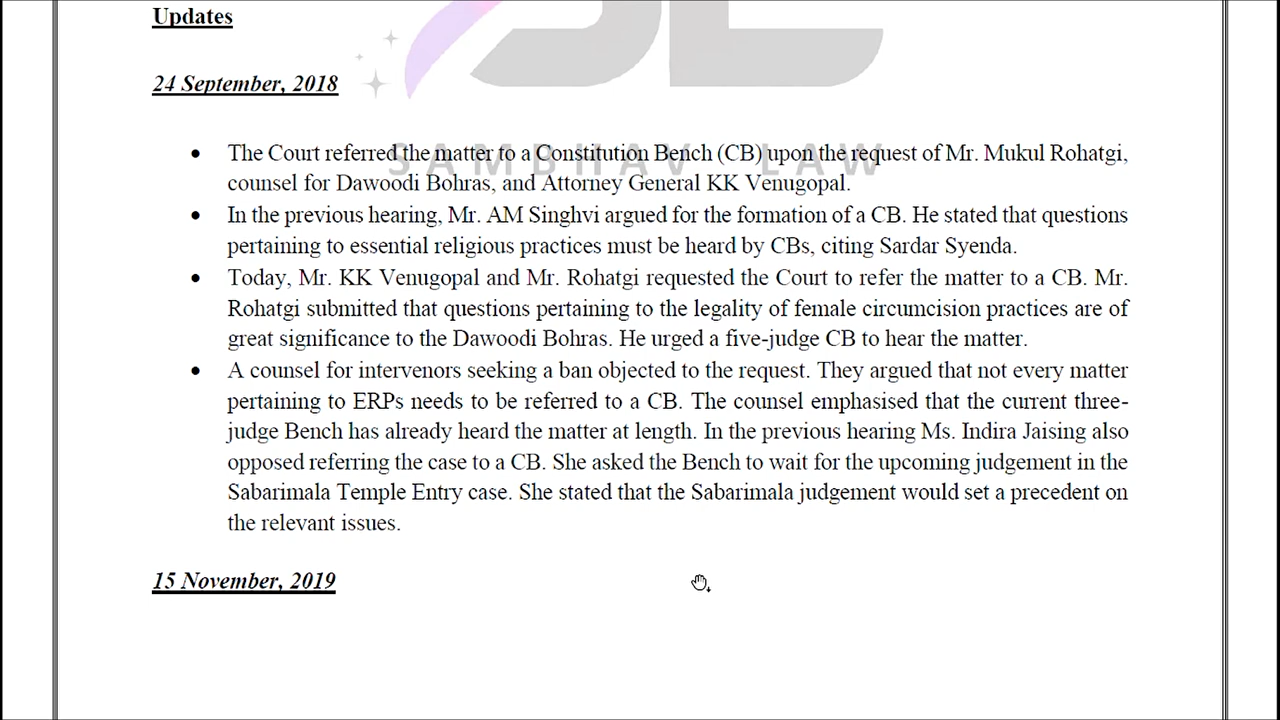 Updates
24 September, 2018
SAMBHAV LAW
• The Court referred the matter to a Constitution Bench (CB) upon the request of Mr. Mukul Rohatgi,
counsel for Dawoodi Bohras, and Attorney General KK Venugopal.
• In the previous hearing, Mr. AM Singhvi argued for the formation of a CB. He stated that questions
pertaining to essential religious practices must be heard by CBs, citing Sardar Syenda.
• Today, Mr. KK Venugopal and Mr. Rohatgi requested the Court to refer the matter to a CB. Mr.
Rohatgi submitted that questions pertaining to the legality of female circumcision practices are of
great significance to the Dawoodi Bohras. He urged a five-judge CB to hear the matter.
• A counsel for intervenors seeking a ban objected to the request. They argued that not every matter
pertaining to ERPs needs to be referred to a CB. The counsel emphasised that the current three-
judge Bench has already heard the matter at length. In the previous hearing Ms. Indira Jaising also
opposed referring the case to a CB. She asked the Bench to wait for the upcoming judgement in the
Sabarimala Temple Entry case. She stated that the Sabarimala judgement would set a precedent on
the relevant issues.
15 November, 2019